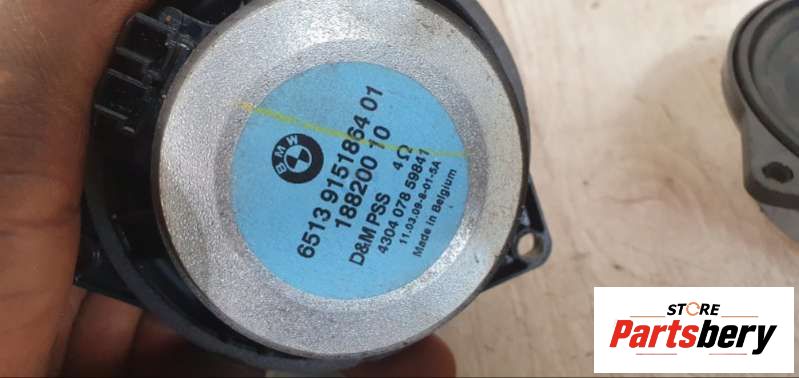 BMW
6513 9151864 01
188200 10
D&M PSS 4 Ω
4304 078 59841
11.03.09-8-01-5A
Made in Belgium
STORE
Partsbery